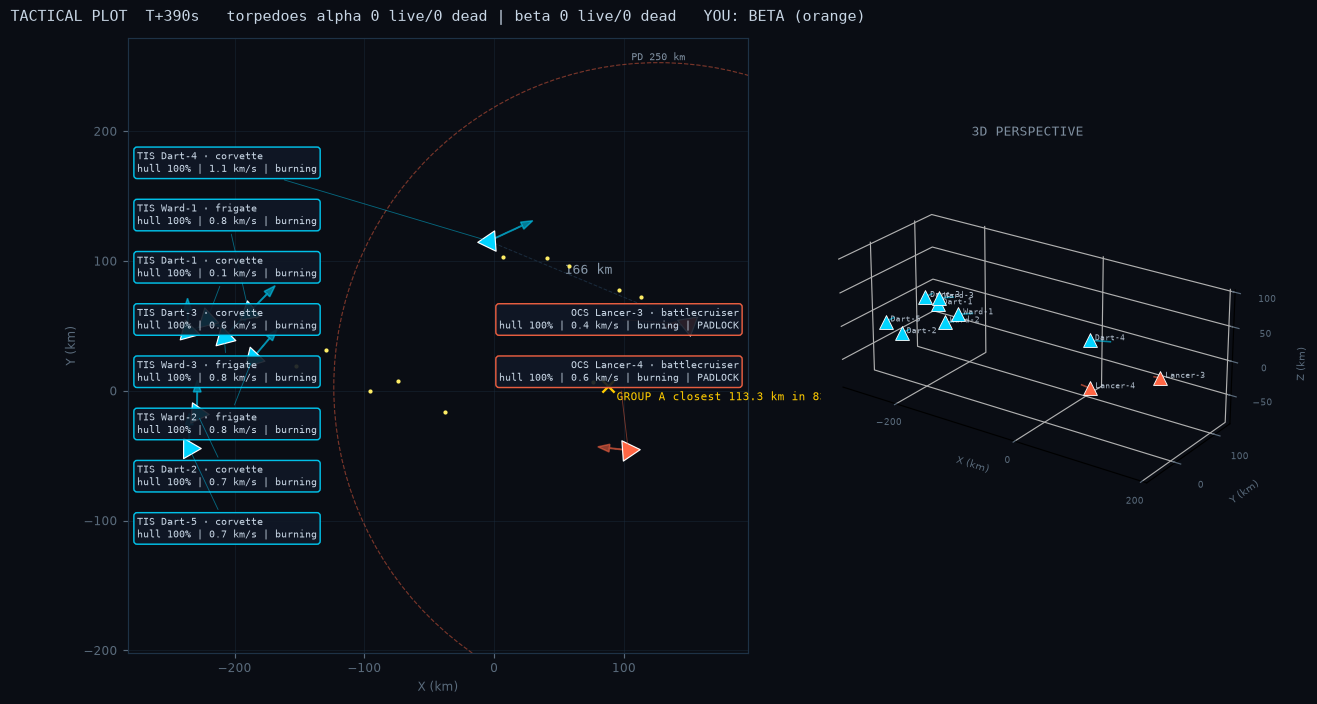 TACTICAL PLOT  T+390s   torpedoes alpha 0 live/0 dead | beta 0 live/0 dead   YOU: BETA (orange)
PD 250 km
3D PERSPECTIVE
TIS Dart-4 · corvette
hull 100% | 1.1 km/s | burning
TIS Ward-1 · frigate
hull 100% | 0.8 km/s | burning
TIS Dart-1 · corvette
hull 100% | 0.1 km/s | burning
TIS Dart-3 · corvette
hull 100% | 0.6 km/s | burning
TIS Ward-3 · frigate
hull 100% | 0.8 km/s | burning
TIS Ward-2 · frigate
hull 100% | 0.8 km/s | burning
TIS Dart-2 · corvette
hull 100% | 0.7 km/s | burning
TIS Dart-5 · corvette
hull 100% | 0.7 km/s | burning
166 km
OCS Lancer-3 · battlecruiser
hull 100% | 0.4 km/s | burning | PADLOCK
OCS Lancer-4 · battlecruiser
hull 100% | 0.6 km/s | burning | PADLOCK
GROUP A closest 113.3 km in
200
100
0
−100
−200
Y (km)
−200
−100
0
100
X (km)
Ward-1
Dart-2
Dart-4
Lancer-3
Lancer-4
100
50
0
−50
Z (km)
−200
0
200
X (km)
0
100
Y (km)